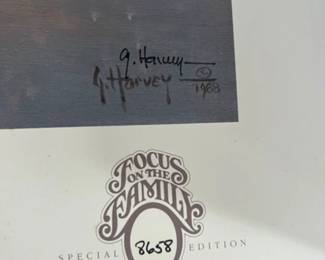 G. Harvey
G. Harvey
© 1988
FOCUS
ON THE
FAMILY
SPECIAL 8658 EDITION